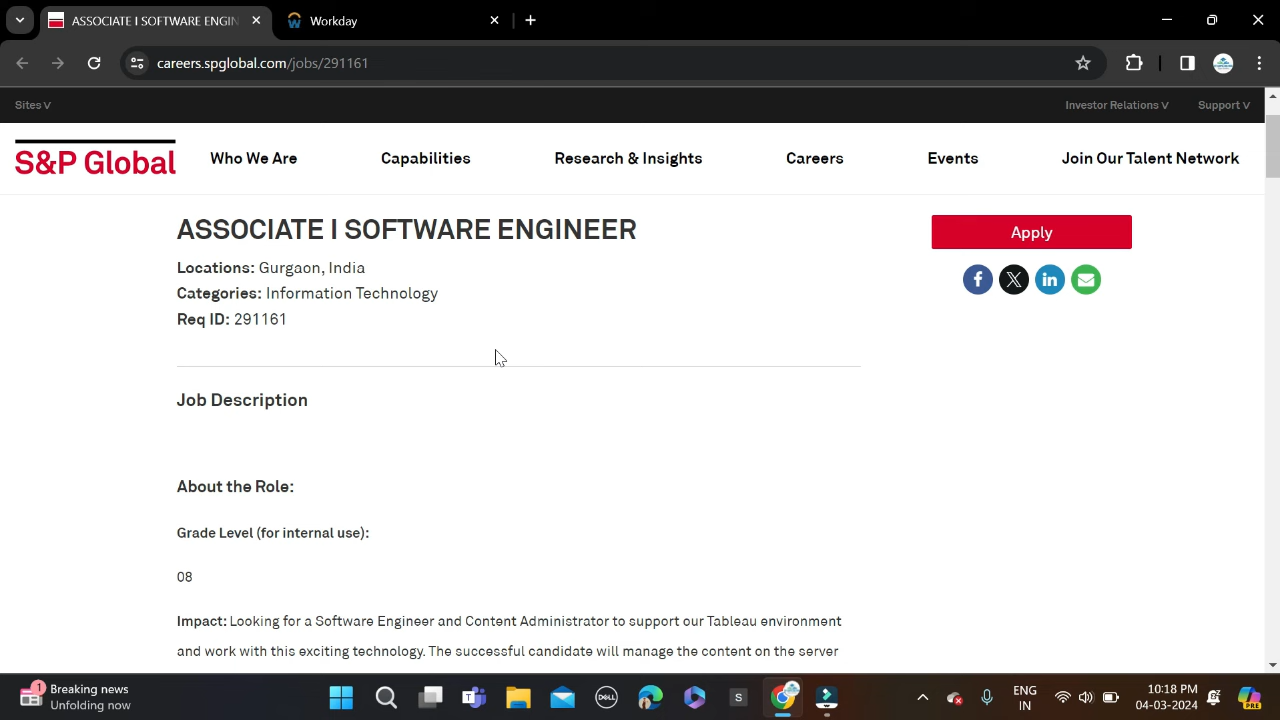 ASSOCIATE I SOFTWARE ENGIN
Workday
careers.spglobal.com/jobs/291161
Sites V
Investor Relations V
Support V
S&P Global
Who We Are
Capabilities
Research & Insights
Careers
Events
Join Our Talent Network
ASSOCIATE I SOFTWARE ENGINEER
Apply
Locations: Gurgaon, India
Categories: Information Technology
Req ID: 291161
Job Description
About the Role:
Grade Level (for internal use):
08
Impact: Looking for a Software Engineer and Content Administrator to support our Tableau environment
and work with this exciting technology. The successful candidate will manage the content on the server
1
Breaking news
Unfolding now
DELL
S
ENG
IN
10:18 PM
04-03-2024
PRE